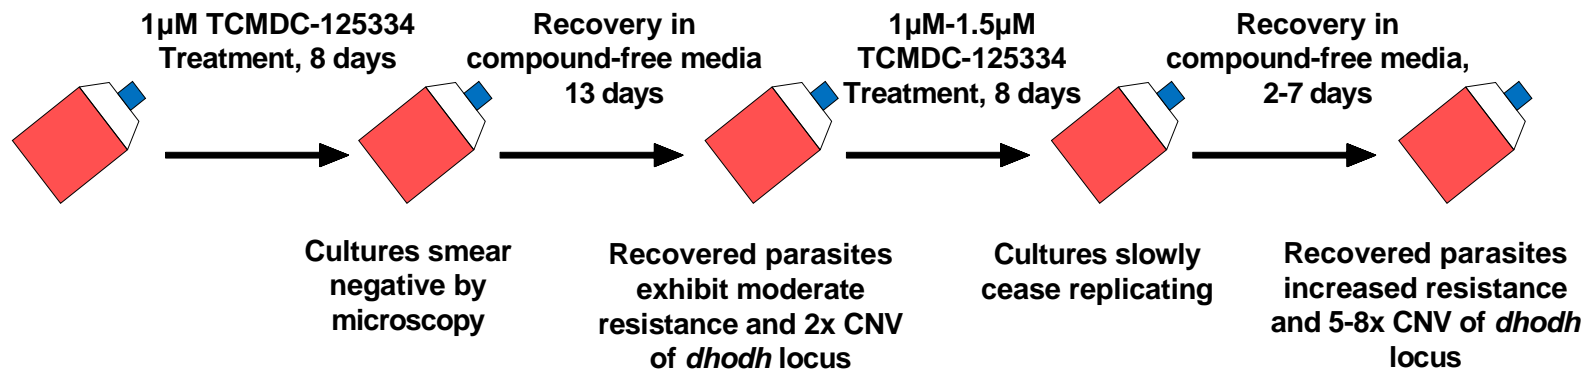 1µM TCMDC-125334
Treatment, 8 days
Recovery in
compound-free media
13 days
1µM-1.5µM
TCMDC-125334
Treatment, 8 days
Recovery in
compound-free media,
2-7 days
Cultures smear
negative by
microscopy
Recovered parasites
exhibit moderate
resistance and 2x CNV
of dhodh locus
Cultures slowly
cease replicating
Recovered parasites
increased resistance
and 5-8x CNV of dhodh
locus